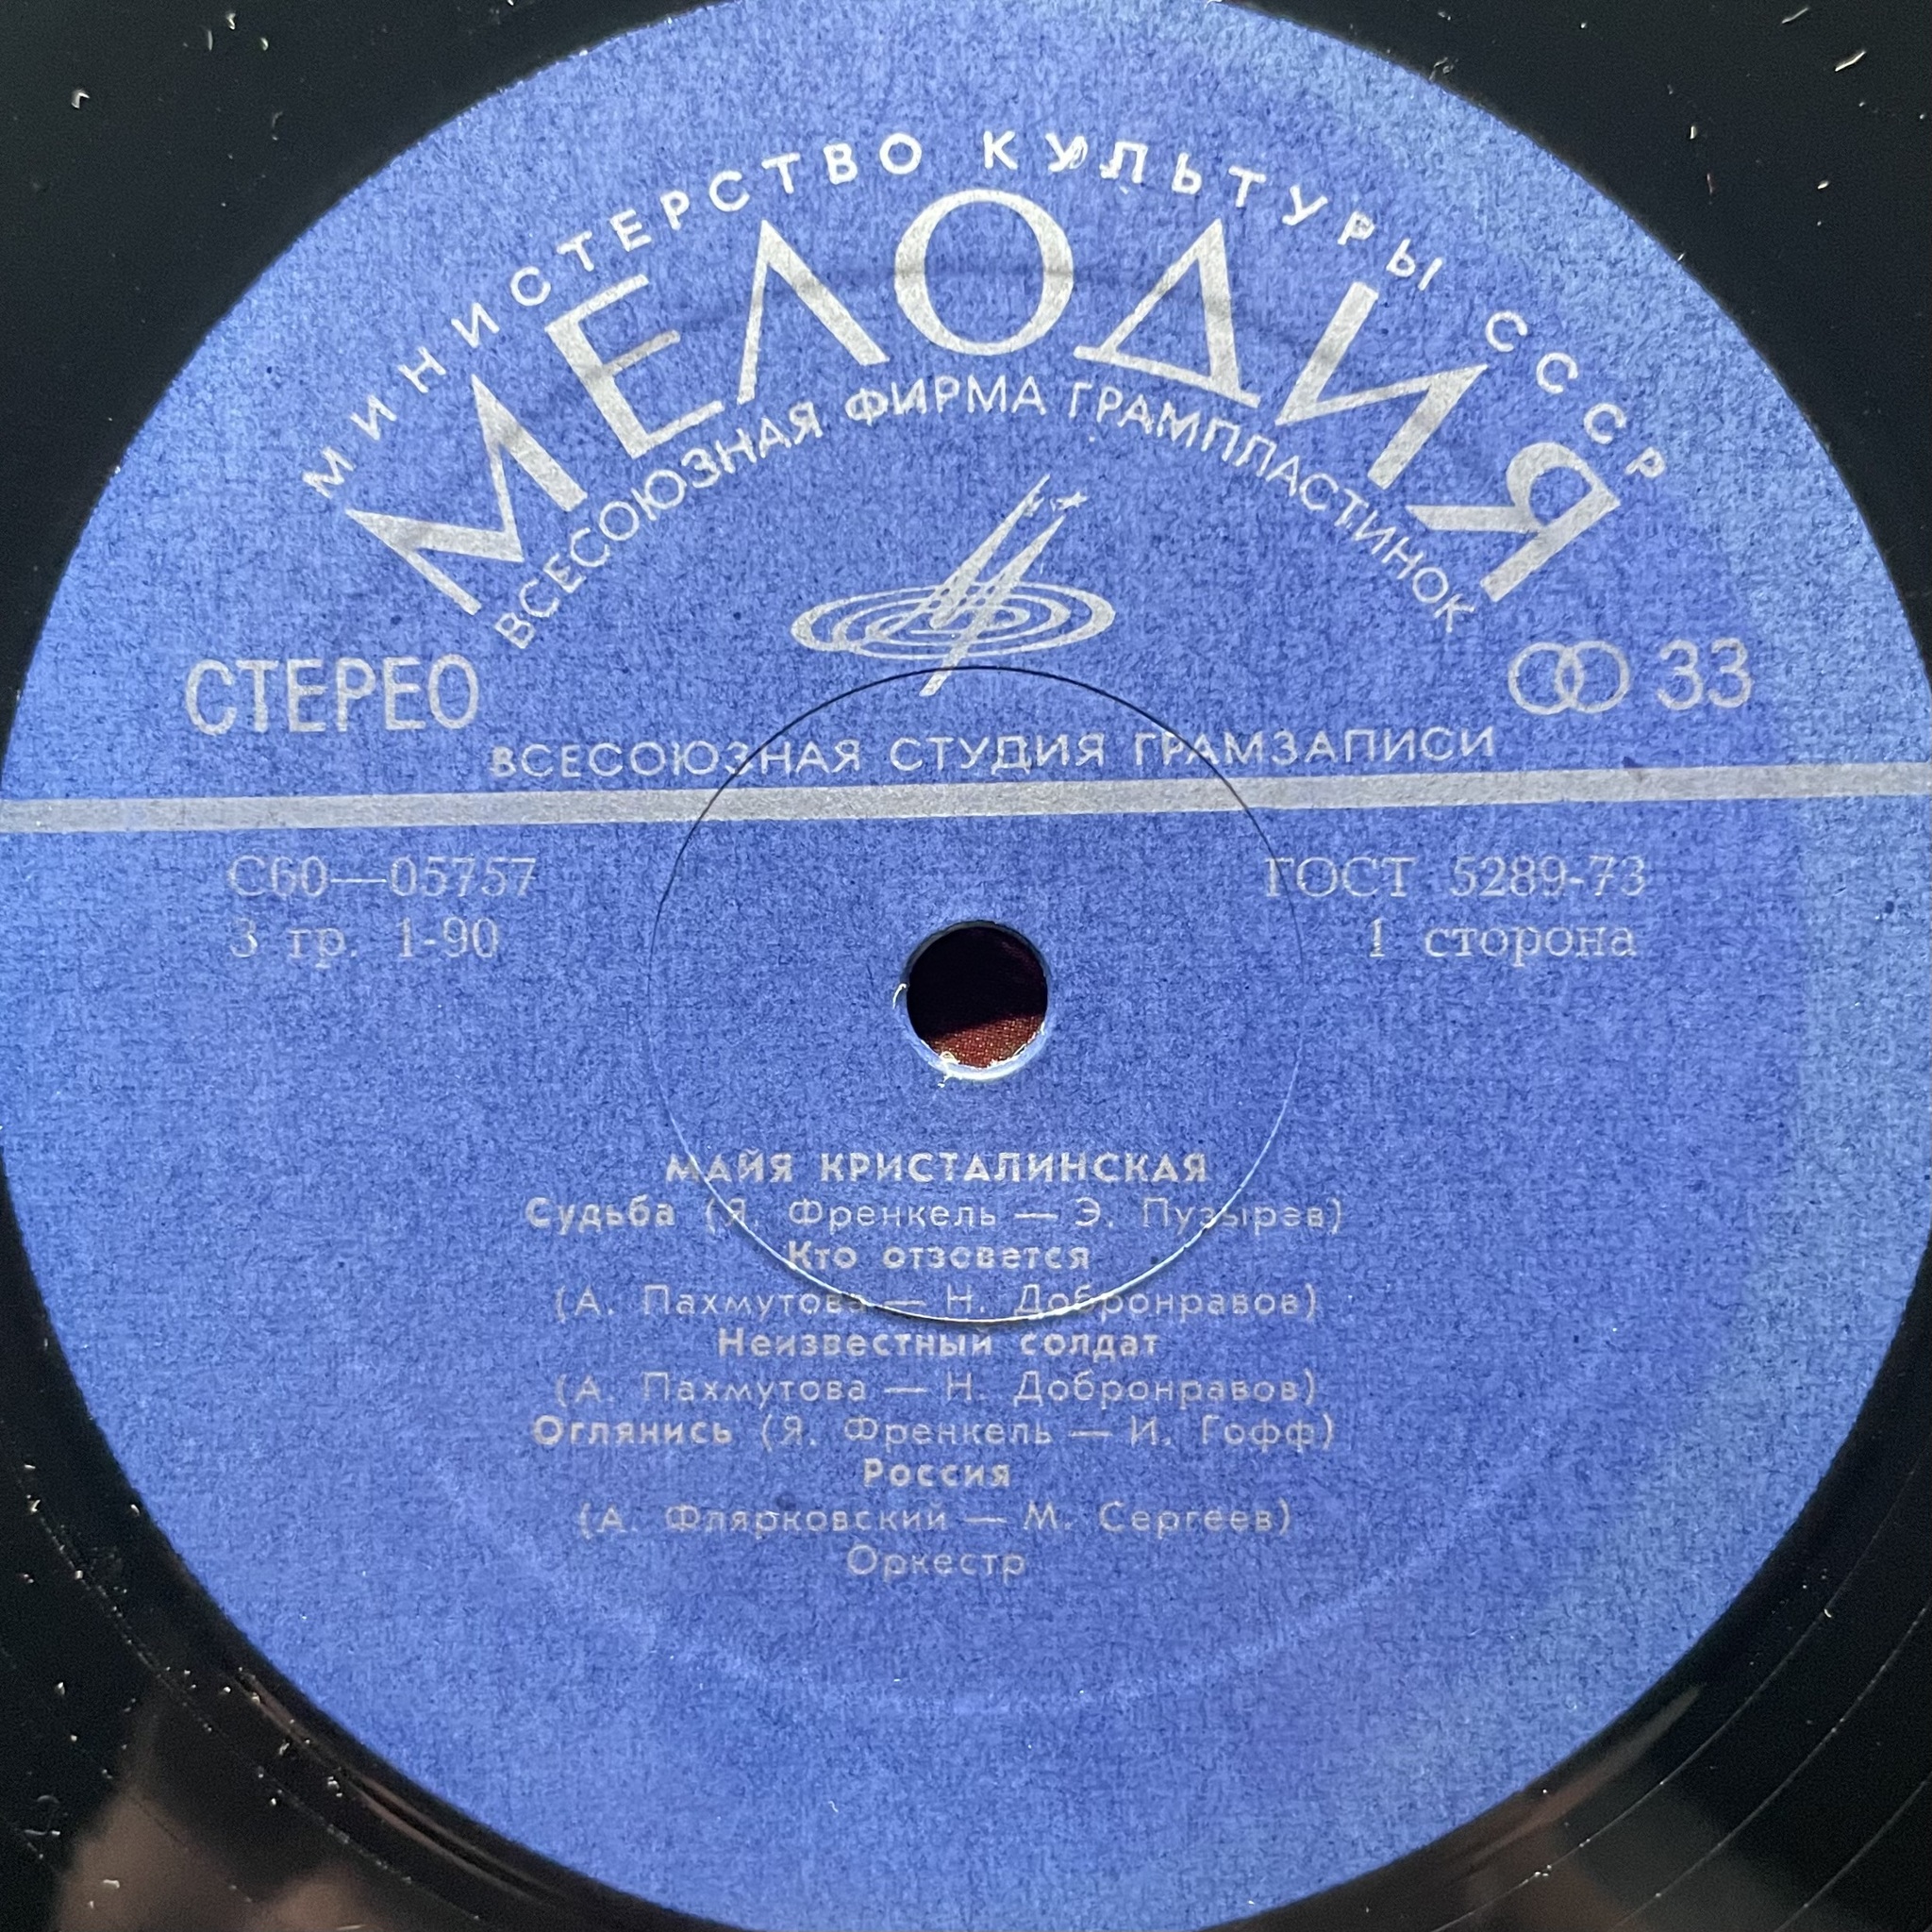 МИНИСТЕРСТВО КУЛЬТУРЫ СССР
МЕЛОДИЯ
ВСЕСОЮЗНАЯ ФИРМА ГРАМПЛАСТИНОК
СТЕРЕО
33
ВСЕСОЮЗНАЯ СТУДИЯ ГРАМЗАПИСИ
С60—05757
ГОСТ 5289-73
3 гр. 1-90
1 сторона
МАЙЯ КРИСТАЛИНСКАЯ
Судьба (Я. Френкель — Э. Пузырев)
Кто отзовется
(А. Пахмутова — Н. Добронравов)
Неизвестный солдат
(А. Пахмутова — Н. Добронравов)
Оглянись (Я. Френкель — И. Гофф)
Россия
(А. Флярковский — М. Сергеев)
Оркестр